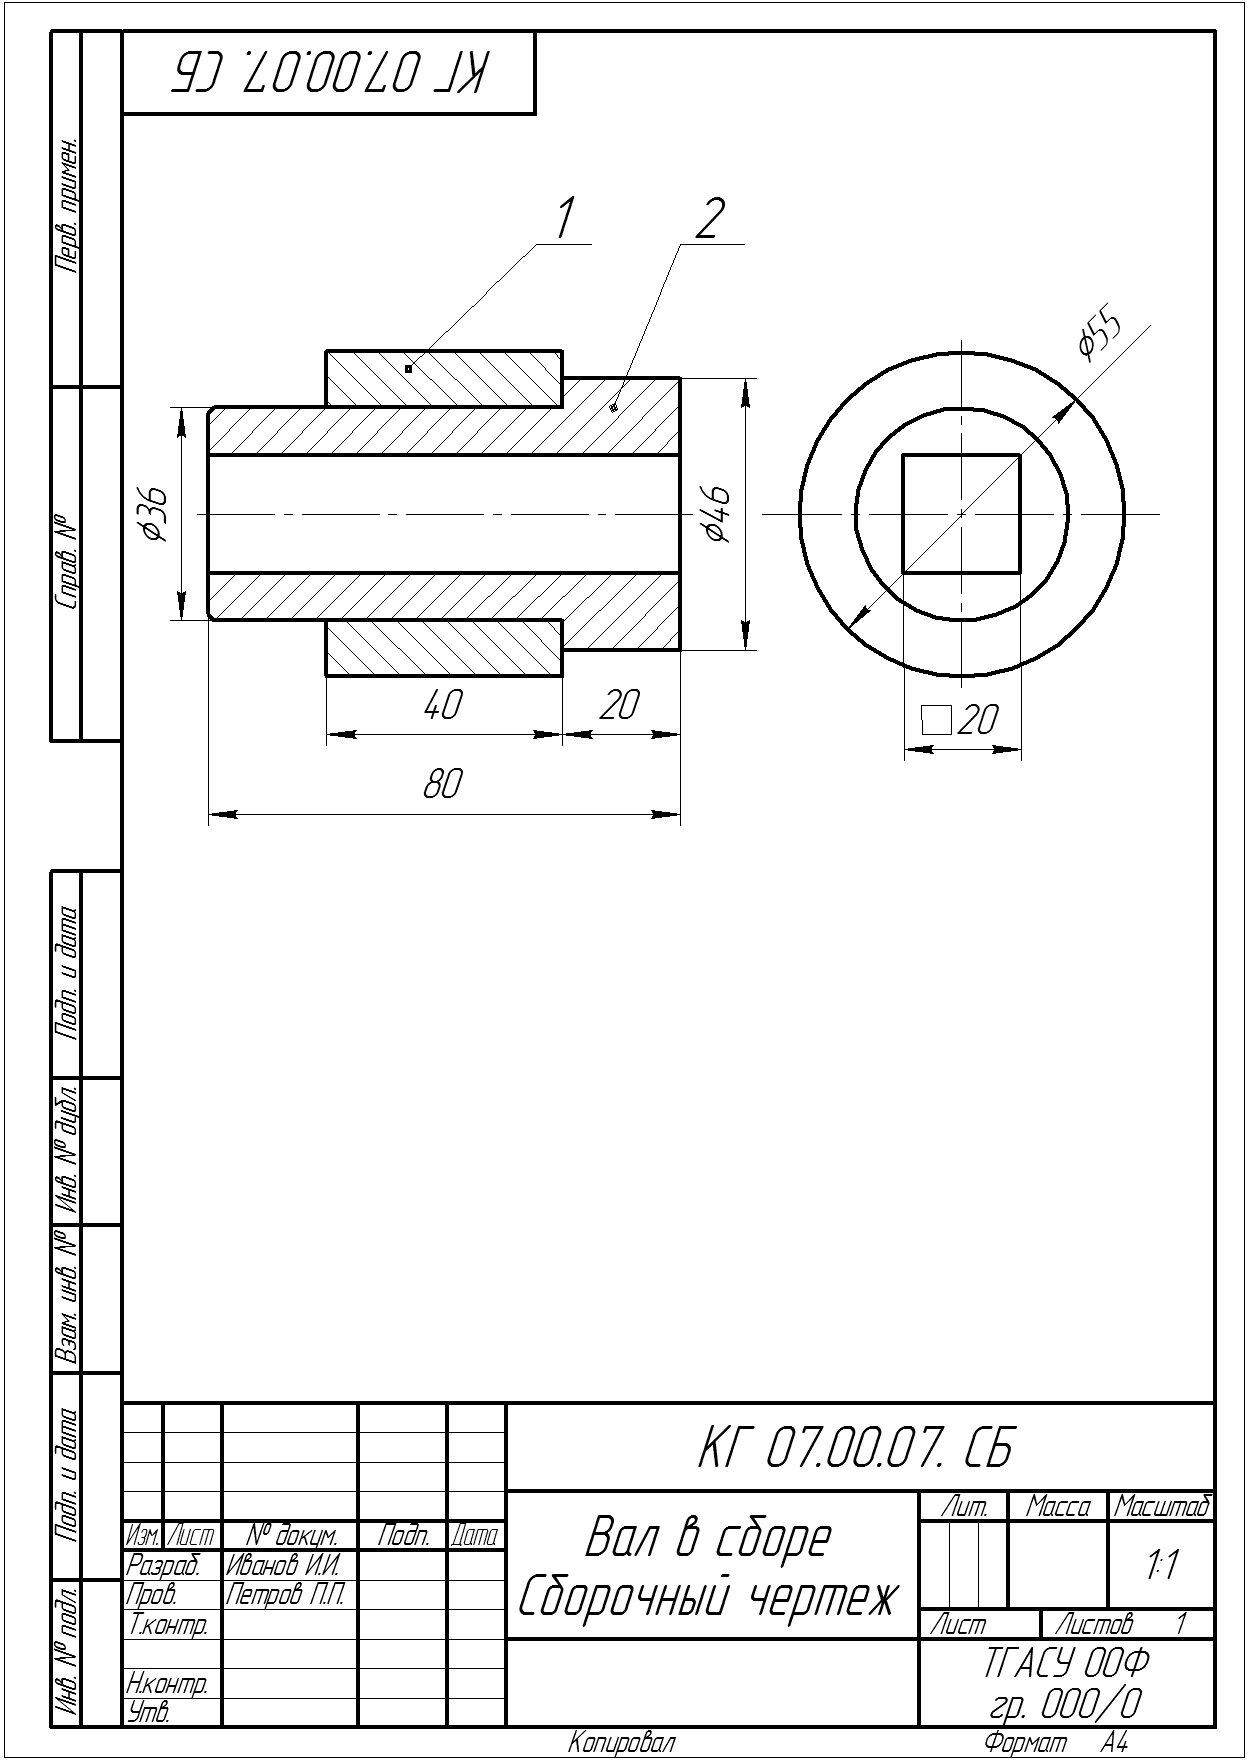 КГ 07.00.07. СБ
1
2
⌀55
⌀36
⌀46
40
20
□20
80
Перв. примен.
Справ. №
Подп. и дата
Инв. № дубл.
Взам. инв. №
Подп. и дата
Инв. № подл.
КГ 07.00.07. СБ
Вал в сборе
Сборочный чертеж
Лит. Масса Масштаб
1:1
Лист Листов 1
ТГАСУ ООФ
гр. 000/0
Изм. Лист № докум. Подп. Дата
Разраб. Иванов И.И.
Пров. Петров П.П.
Т.контр.
Н.контр.
Утв.
Копировал Формат А4